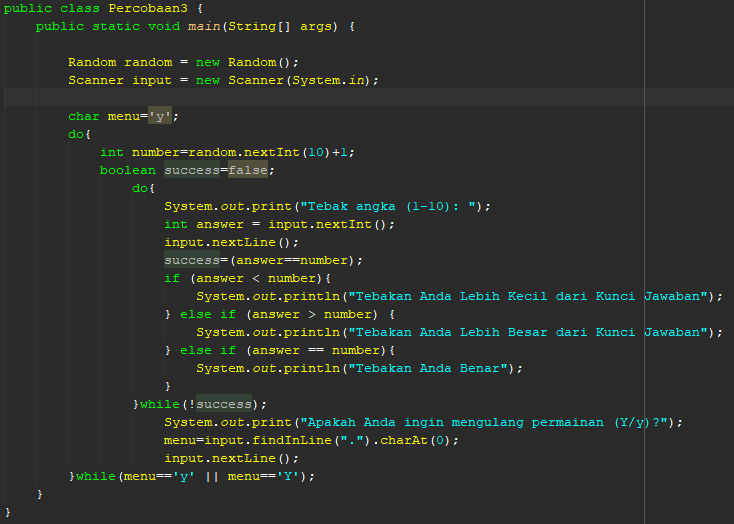 public class Percobaan3 {
    public static void main(String[] args) {
        Random random = new Random();
        Scanner input = new Scanner(System.in);
        char menu='y';
        do{
            int number=random.nextInt(10)+1;
            boolean success=false;
                do{
                    System.out.print("Tebak angka (1-10): ");
                    int answer = input.nextInt();
                    input.nextLine();
                    success=(answer==number);
                    if (answer < number){
                        System.out.println("Tebakan Anda Lebih Kecil dari Kunci Jawaban");
                    } else if (answer > number) {
                        System.out.println("Tebakan Anda Lebih Besar dari Kunci Jawaban");
                    } else if (answer == number){
                        System.out.println("Tebakan Anda Benar");
                    }
                }while(!success);
                    System.out.print("Apakah Anda ingin mengulang permainan (Y/y)?");
                    menu=input.findInLine(".").charAt(0);
                    input.nextLine();
        }while(menu=='y' || menu=='Y');
    }
}